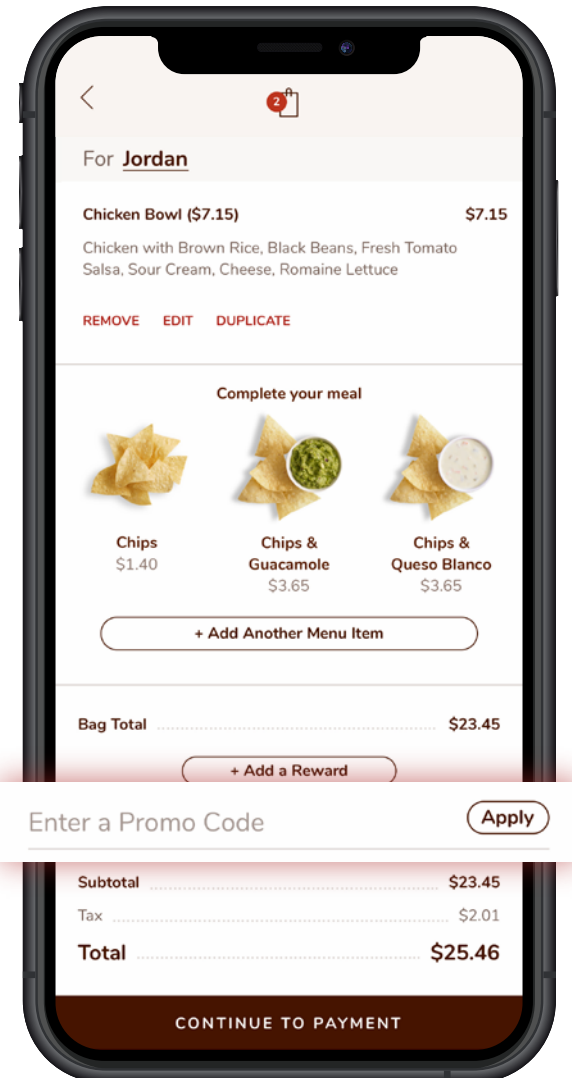 2
For Jordan
Chicken Bowl ($7.15) $7.15
Chicken with Brown Rice, Black Beans, Fresh Tomato
Salsa, Sour Cream, Cheese, Romaine Lettuce
REMOVE EDIT DUPLICATE
Complete your meal
Chips
$1.40
Chips &
Guacamole
$3.65
Chips &
Queso Blanco
$3.65
+ Add Another Menu Item
Bag Total $23.45
+ Add a Reward
Enter a Promo Code Apply
Subtotal $23.45
Tax $2.01
Total $25.46
CONTINUE TO PAYMENT